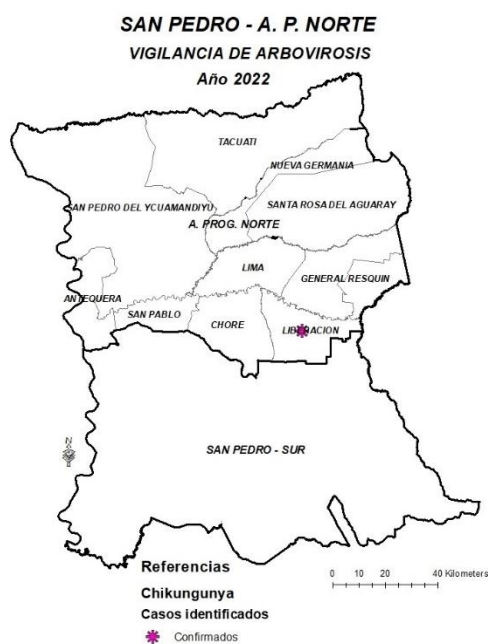 SAN PEDRO - A. P. NORTE
VIGILANCIA DE ARBOVIROSIS
Año 2022
TACUATI
NUEVA GERMANIA
SAN PEDRO DEL YCUAMANDIYU
SANTA ROSA DEL AGUARAY
A. PROG. NORTE
LIMA
GENERAL RESQUIN
ANTEQUERA
SAN PABLO
CHORE
LIBERACION
SAN PEDRO - SUR
N
Referencias
Chikungunya
Casos identificados
Confirmados
0 10 20 40 Kilometers